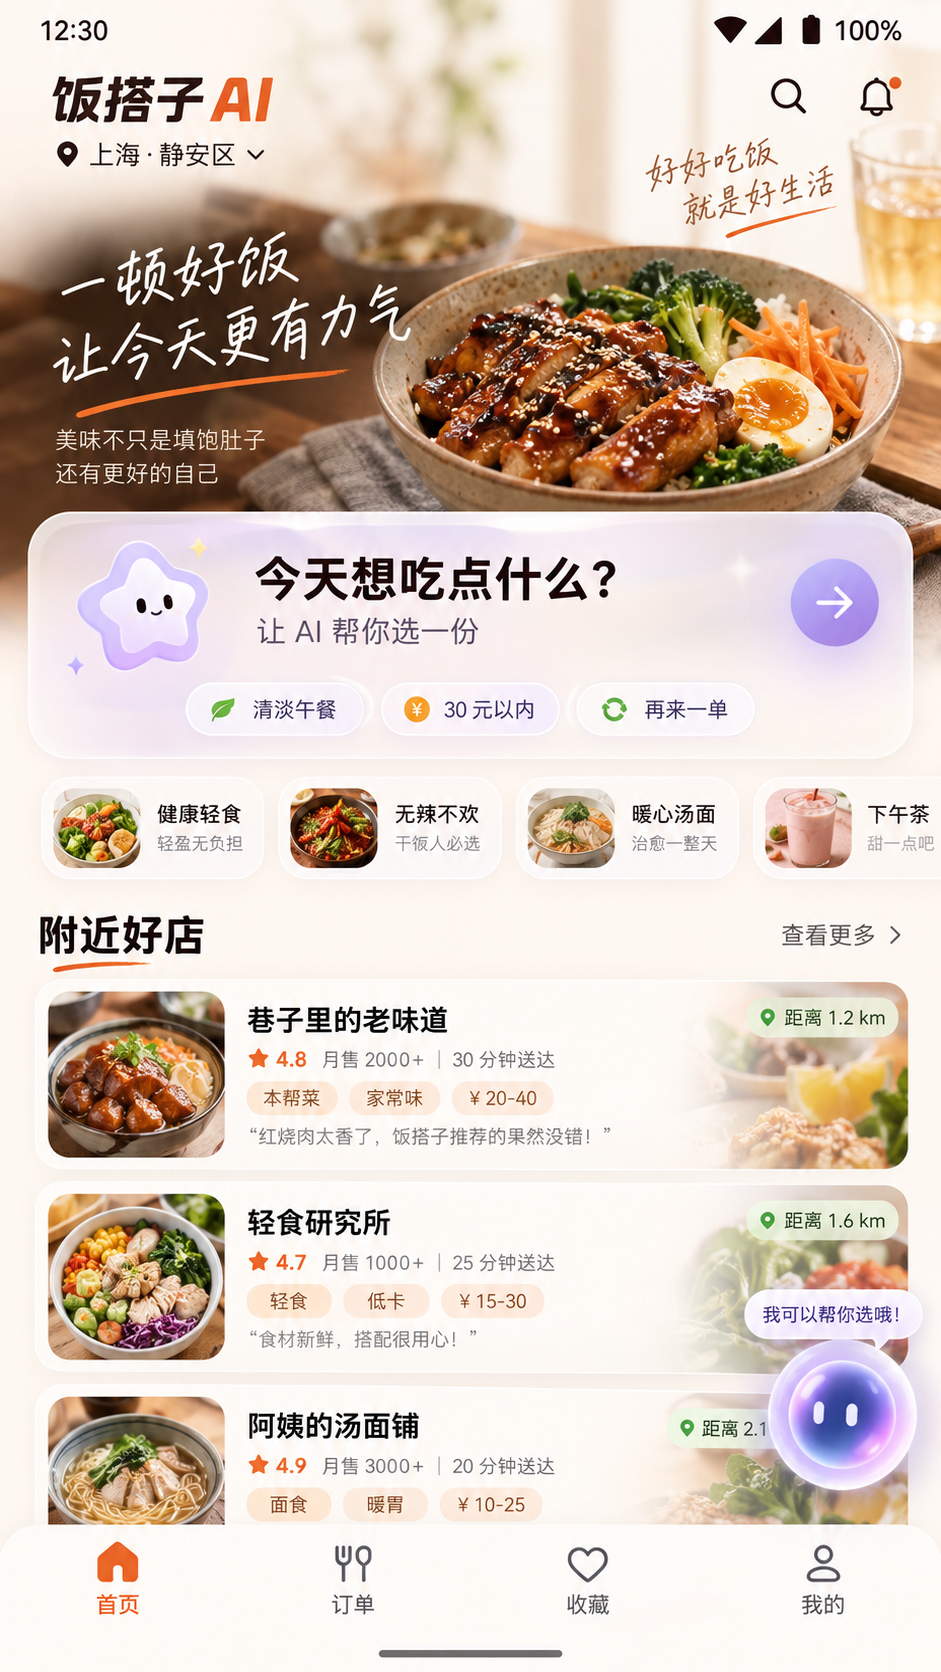 12:30
100%
饭搭子 AI
上海 · 静安区
好好吃饭
就是好生活
一顿好饭
让今天更有力气
美味不只是填饱肚子
还有更好的自己
今天想吃点什么?
让 AI 帮你选一份
清淡午餐
¥ 30 元以内
再来一单
健康轻食
轻盈无负担
无辣不欢
干饭人必选
暖心汤面
治愈一整天
下午茶
甜一点吧
附近好店
查看更多
巷子里的老味道
距离 1.2 km
4.8 月售 2000+ | 30 分钟送达
本帮菜 家常味 ¥ 20-40
“红烧肉太香了，饭搭子推荐的果然没错！”
轻食研究所
距离 1.6 km
4.7 月售 1000+ | 25 分钟送达
轻食 低卡 ¥ 15-30
“食材新鲜，搭配很用心！”
我可以帮你选哦!
阿姨的汤面铺
距离 2.1
4.9 月售 3000+ | 20 分钟送达
面食 暖胃 ¥ 10-25
首页
订单
收藏
我的